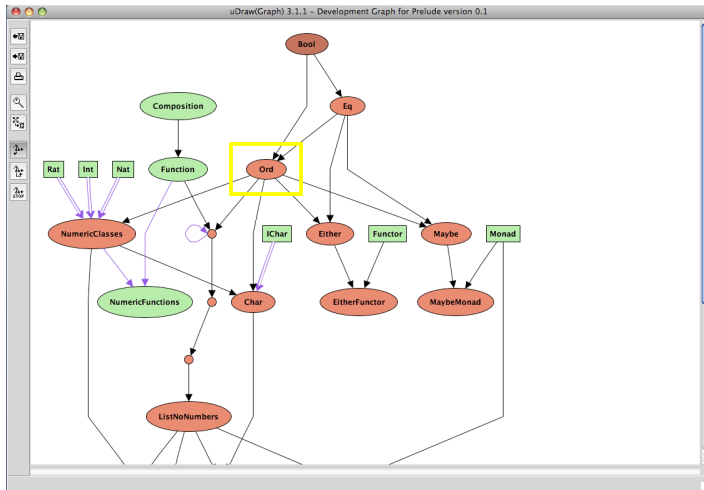 uDraw(Graph) 3.1.1 – Development Graph for Prelude version 0.1
Bool
Composition
Eq
Rat
Int
Nat
Function
Ord
NumericClasses
IChar
Either
Functor
Maybe
Monad
NumericFunctions
Char
EitherFunctor
MaybeMonad
ListNoNumbers
STOP